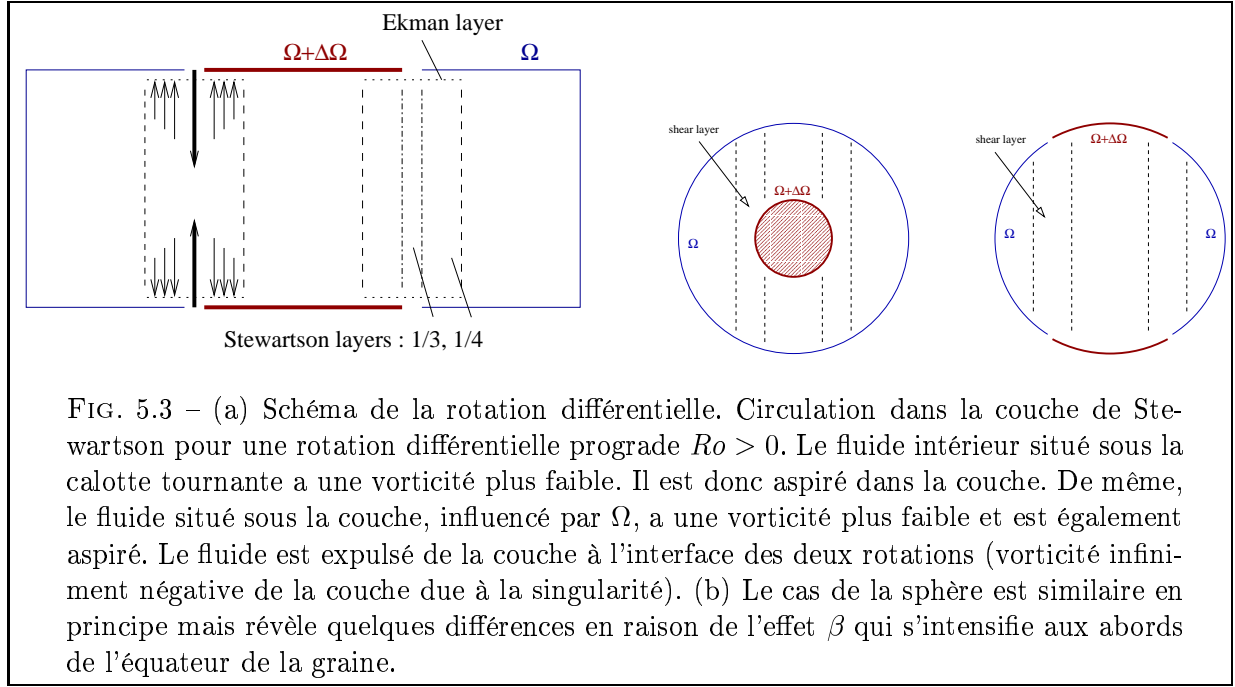 Ekman layer
Ω+ΔΩ
Ω
Stewartson layers : 1/3, 1/4
shear layer
Ω+ΔΩ
Ω
shear layer
Ω+ΔΩ
Ω
Ω
FIG. 5.3 – (a) Schéma de la rotation différentielle. Circulation dans la couche de Ste-
wartson pour une rotation différentielle prograde Ro > 0. Le fluide intérieur situé sous la
calotte tournante a une vorticité plus faible. Il est donc aspiré dans la couche. De même,
le fluide situé sous la couche, influencé par Ω, a une vorticité plus faible et est également
aspiré. Le fluide est expulsé de la couche à l'interface des deux rotations (vorticité infini-
ment négative de la couche due à la singularité). (b) Le cas de la sphère est similaire en
principe mais révèle quelques différences en raison de l'effet β qui s'intensifie aux abords
de l'équateur de la graine.